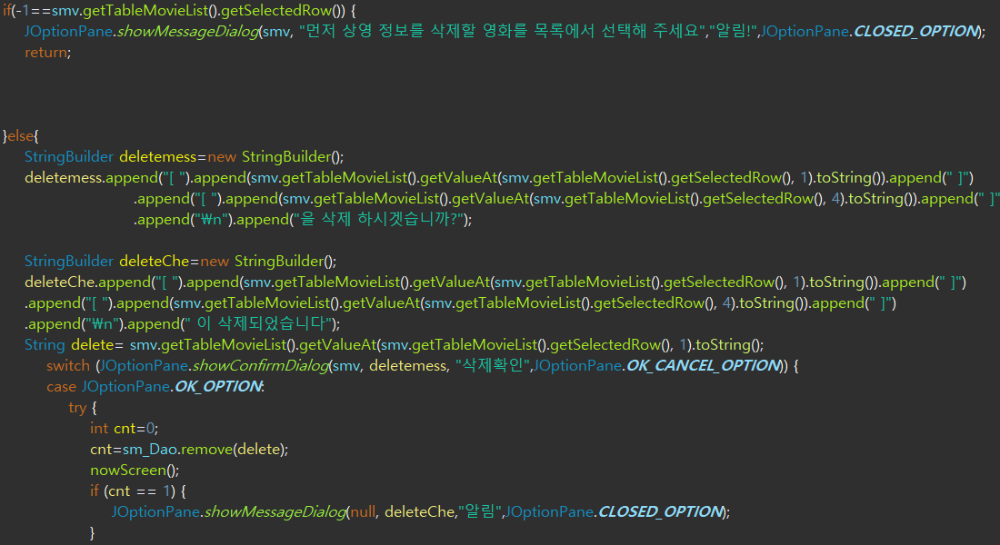 if(-1==smv.getTableMovieList().getSelectedRow()) {
JOptionPane.showMessageDialog(smv, "먼저 상영 정보를 삭제할 영화를 목록에서 선택해 주세요","알림!",JOptionPane.CLOSED_OPTION);
return;
}else{
StringBuilder deletemess=new StringBuilder();
deletemess.append("[ ").append(smv.getTableMovieList().getValueAt(smv.getTableMovieList().getSelectedRow(), 1).toString()).append(" ]")
.append("[ ").append(smv.getTableMovieList().getValueAt(smv.getTableMovieList().getSelectedRow(), 4).toString()).append(" ]"
.append("₩n").append("을 삭제 하시겟습니까?");
StringBuilder deleteChe=new StringBuilder();
deleteChe.append("[ ").append(smv.getTableMovieList().getValueAt(smv.getTableMovieList().getSelectedRow(), 1).toString()).append(" ]")
.append("[ ").append(smv.getTableMovieList().getValueAt(smv.getTableMovieList().getSelectedRow(), 4).toString()).append(" ]")
.append("₩n").append(" 이 삭제되었습니다");
String delete= smv.getTableMovieList().getValueAt(smv.getTableMovieList().getSelectedRow(), 1).toString();
switch (JOptionPane.showConfirmDialog(smv, deletemess, "삭제확인",JOptionPane.OK_CANCEL_OPTION)) {
case JOptionPane.OK_OPTION:
try {
int cnt=0;
cnt=sm_Dao.remove(delete);
nowScreen();
if (cnt == 1) {
JOptionPane.showMessageDialog(null, deleteChe,"알림",JOptionPane.CLOSED_OPTION);
}